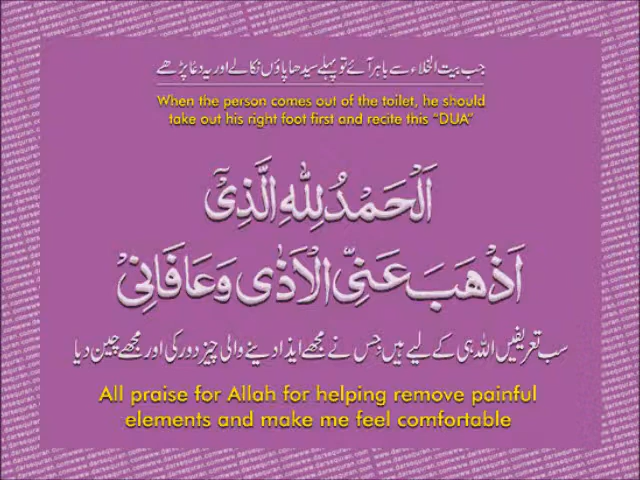 جب بیت الخلاء سے باہر آئے تو پہلے سیدھا پاؤں نکالے اور یہ دعا پڑھے
When the person comes out of the toilet, he should
take out his right foot first and recite this "DUA"
اَلْحَمْدُ لِلّٰهِ الَّذِیْٓ
اَذْهَبَ عَنِّی الْاَذٰی وَعَافَانِیْ
سب تعریفیں اللہ ہی کے لیے ہیں جس نے مجھے ایذا دینے والی چیز دور کی اور مجھے چین دیا
All praise for Allah for helping remove painful
elements and make me feel comfortable
www.darsequran.com